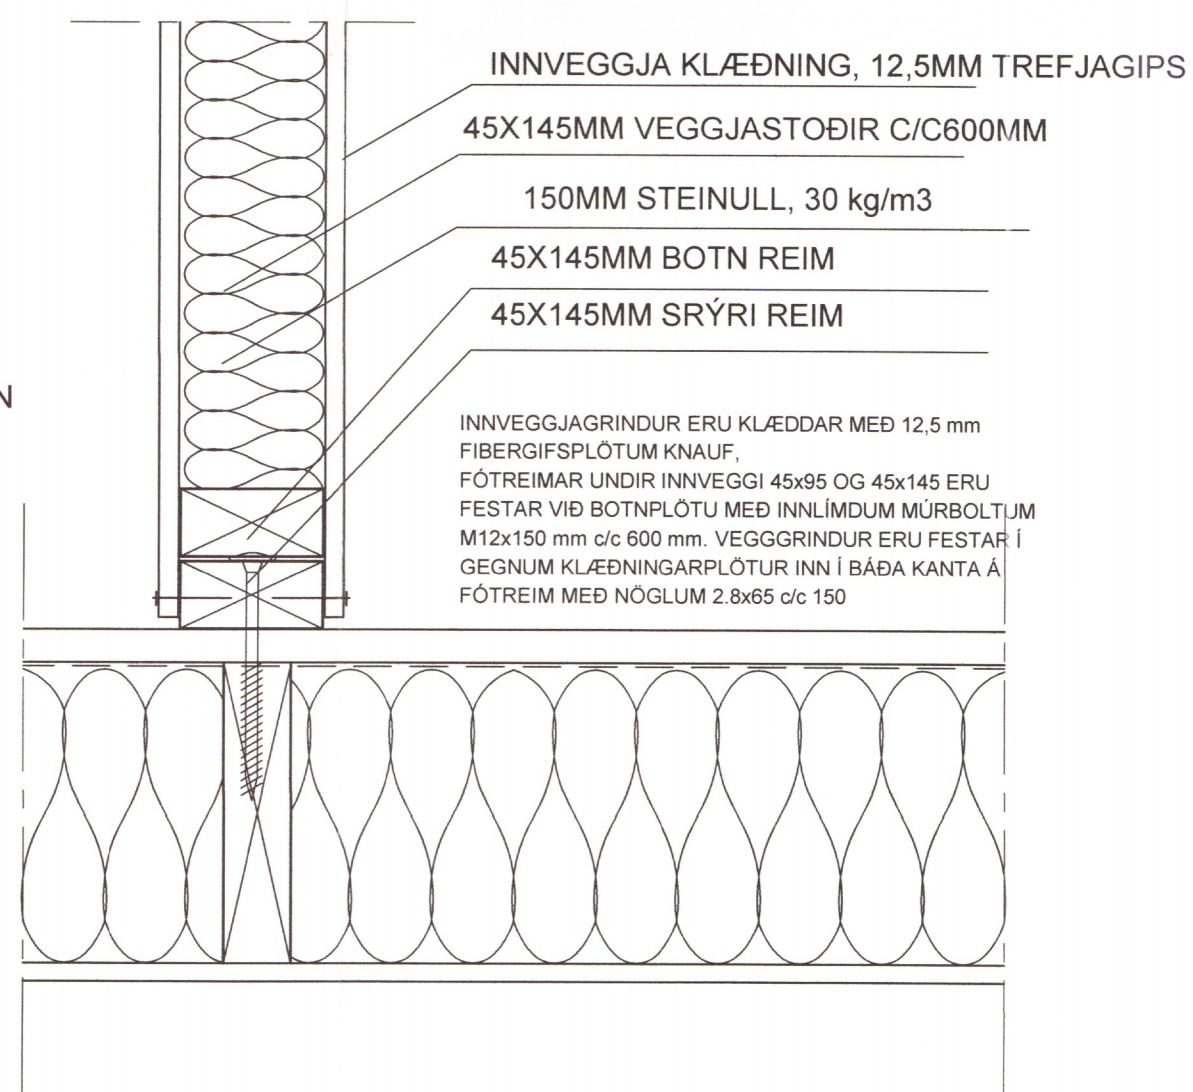 INNVEGGJA KLÆÐNING, 12,5MM TREFJAGIPS
45X145MM VEGGJASTOÐIR C/C600MM
150MM STEINULL, 30 kg/m3
45X145MM BOTN REIM
45X145MM SRÝRI REIM
N
INNVEGGJAGRINDUR ERU KLÆDDAR MEÐ 12,5 mm
FIBERGIFSPLÖTUM KNAUF,
FÓTREIMAR UNDIR INNVEGGI 45x95 OG 45x145 ERU
FESTAR VIÐ BOTNPLÖTU MEÐ INNLÍMDUM MÚRBOLTUM
M12x150 mm c/c 600 mm. VEGGGRINDUR ERU FESTAR Í
GEGNUM KLÆÐNINGARPLÖTUR INN Í BÁÐA KANTA Á
FÓTREIM MEÐ NÖGLUM 2.8x65 c/c 150